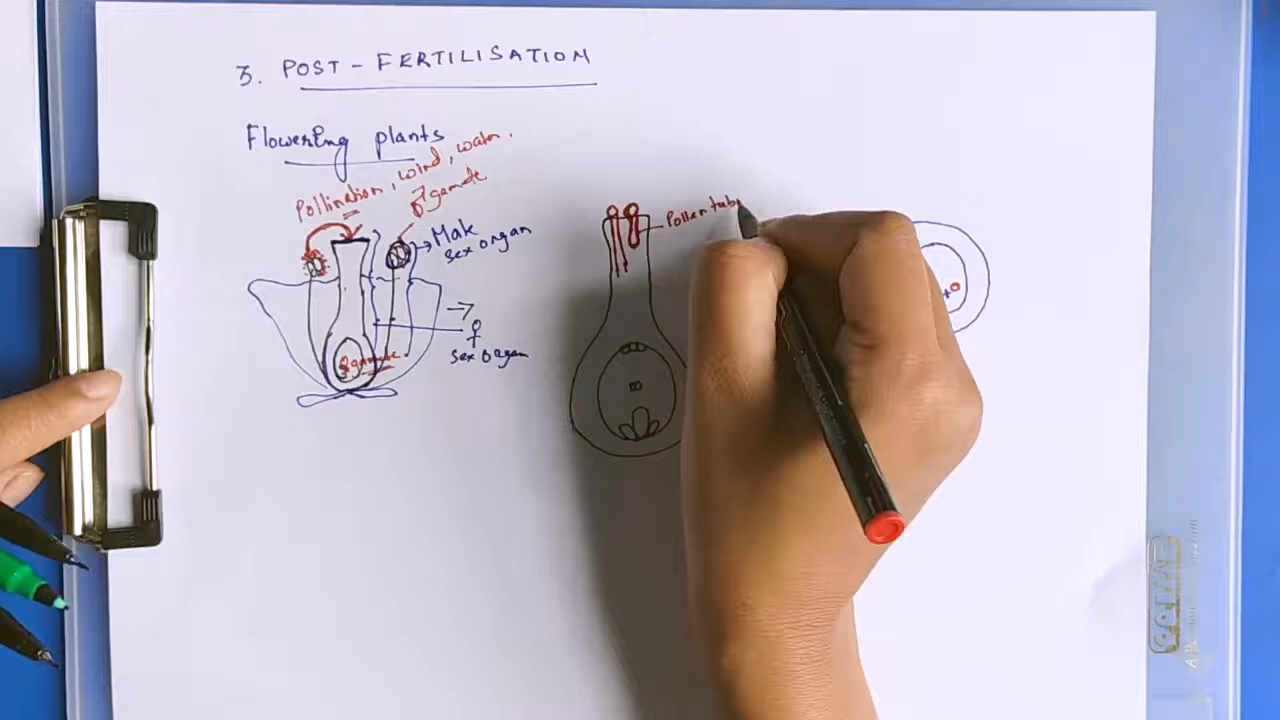 3. POST - FERTILISATION
Flowering plants
Pollination, wind, water.
♂ gamete
Male
sex organ
♀
sex organ
gamete
Pollen tube